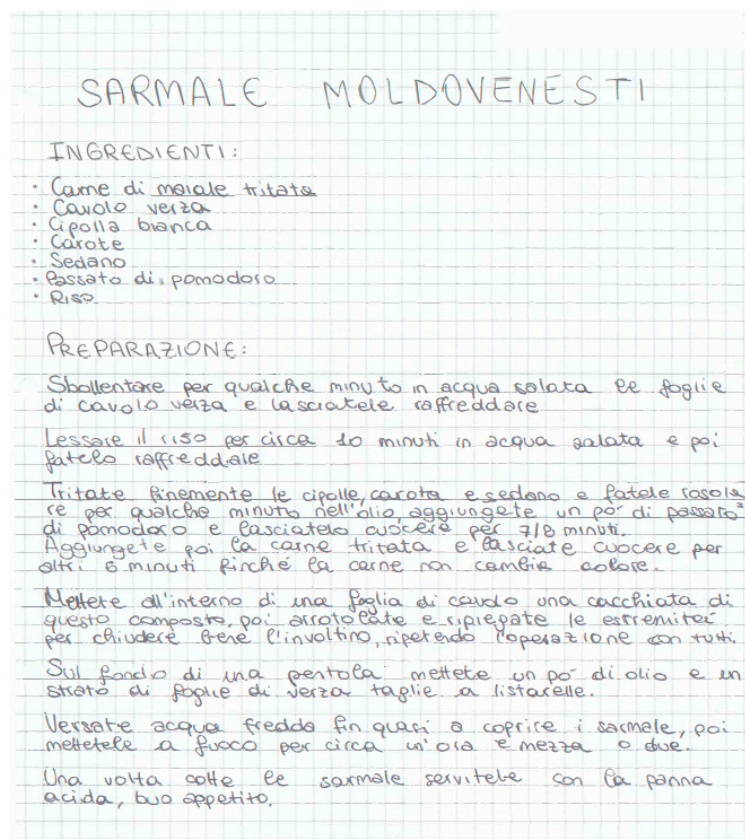 SARMALE MOLDOVENESTI
INGREDIENTI:
• Carne di maiale tritata
• Cavolo verza
• Cipolla bianca
• Carote
• Sedano
• Passato di pomodoro
• Riso
PREPARAZIONE:
Sbollentare per qualche minuto in acqua salata le foglie
di cavolo verza e lasciatele raffreddare
Lessare il riso per circa 10 minuti in acqua salata e poi
fatelo raffreddare
Tritate finemente le cipolle, carota e sedano e fatele rosola
re per qualche minuto nell'olio, aggiungete un po' di passato
di pomodoro e lasciatelo cuocere per 7/8 minuti.
Aggiungete poi la carne tritata e lasciate cuocere per
altri 5 minuti finché la carne non cambia colore.
Mettete all'interno di una foglia di cavolo una cacchiata di
questo composto, poi arrotolate e ripiegate le estremitei
per chiudere bene l'involtino, ripetendo l'operazione con tutti.
Sul fondo di una pentola mettete un po' di olio e un
strato di foglie di verza taglie a listarelle.
Versate acqua fredda fin quasi a coprire i sarmale, poi
mettetele a fuoco per circa un'ora e mezza o due.
Una volta cotte le sarmale servitele con la panna
acida, buo appetito.